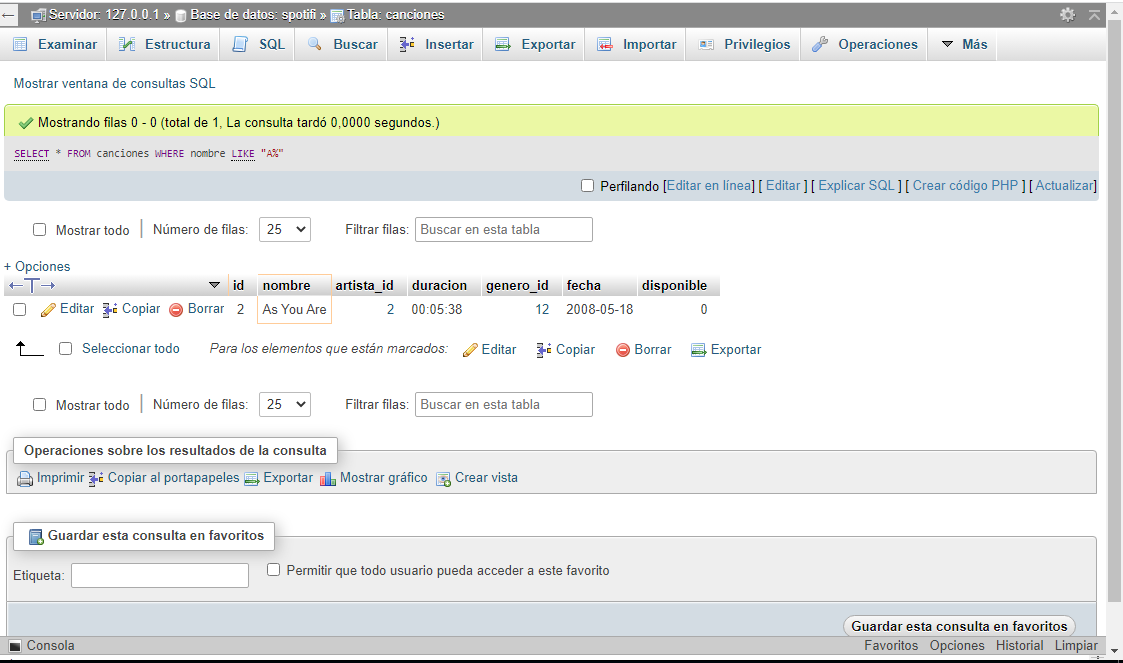 Servidor: 127.0.0.1 » Base de datos: spotifi » Tabla: canciones
Examinar Estructura SQL Buscar Insertar Exportar Importar Privilegios Operaciones Más
Mostrar ventana de consultas SQL
Mostrando filas 0 - 0 (total de 1, La consulta tardó 0,0000 segundos.)
SELECT * FROM canciones WHERE nombre LIKE "A%"
Perfilando [Editar en línea] [ Editar ] [ Explicar SQL ] [ Crear código PHP ] [ Actualizar]
Mostrar todo Número de filas: 25 Filtrar filas: Buscar en esta tabla
+ Opciones
←T→ id nombre artista_id duracion genero_id fecha disponible
Editar Copiar Borrar 2 As You Are 2 00:05:38 12 2008-05-18 0
Seleccionar todo Para los elementos que están marcados: Editar Copiar Borrar Exportar
Mostrar todo Número de filas: 25 Filtrar filas: Buscar en esta tabla
Operaciones sobre los resultados de la consulta
Imprimir Copiar al portapapeles Exportar Mostrar gráfico Crear vista
Guardar esta consulta en favoritos
Etiqueta: Permitir que todo usuario pueda acceder a este favorito
Guardar esta consulta en favoritos
Consola Favoritos Opciones Historial Limpiar